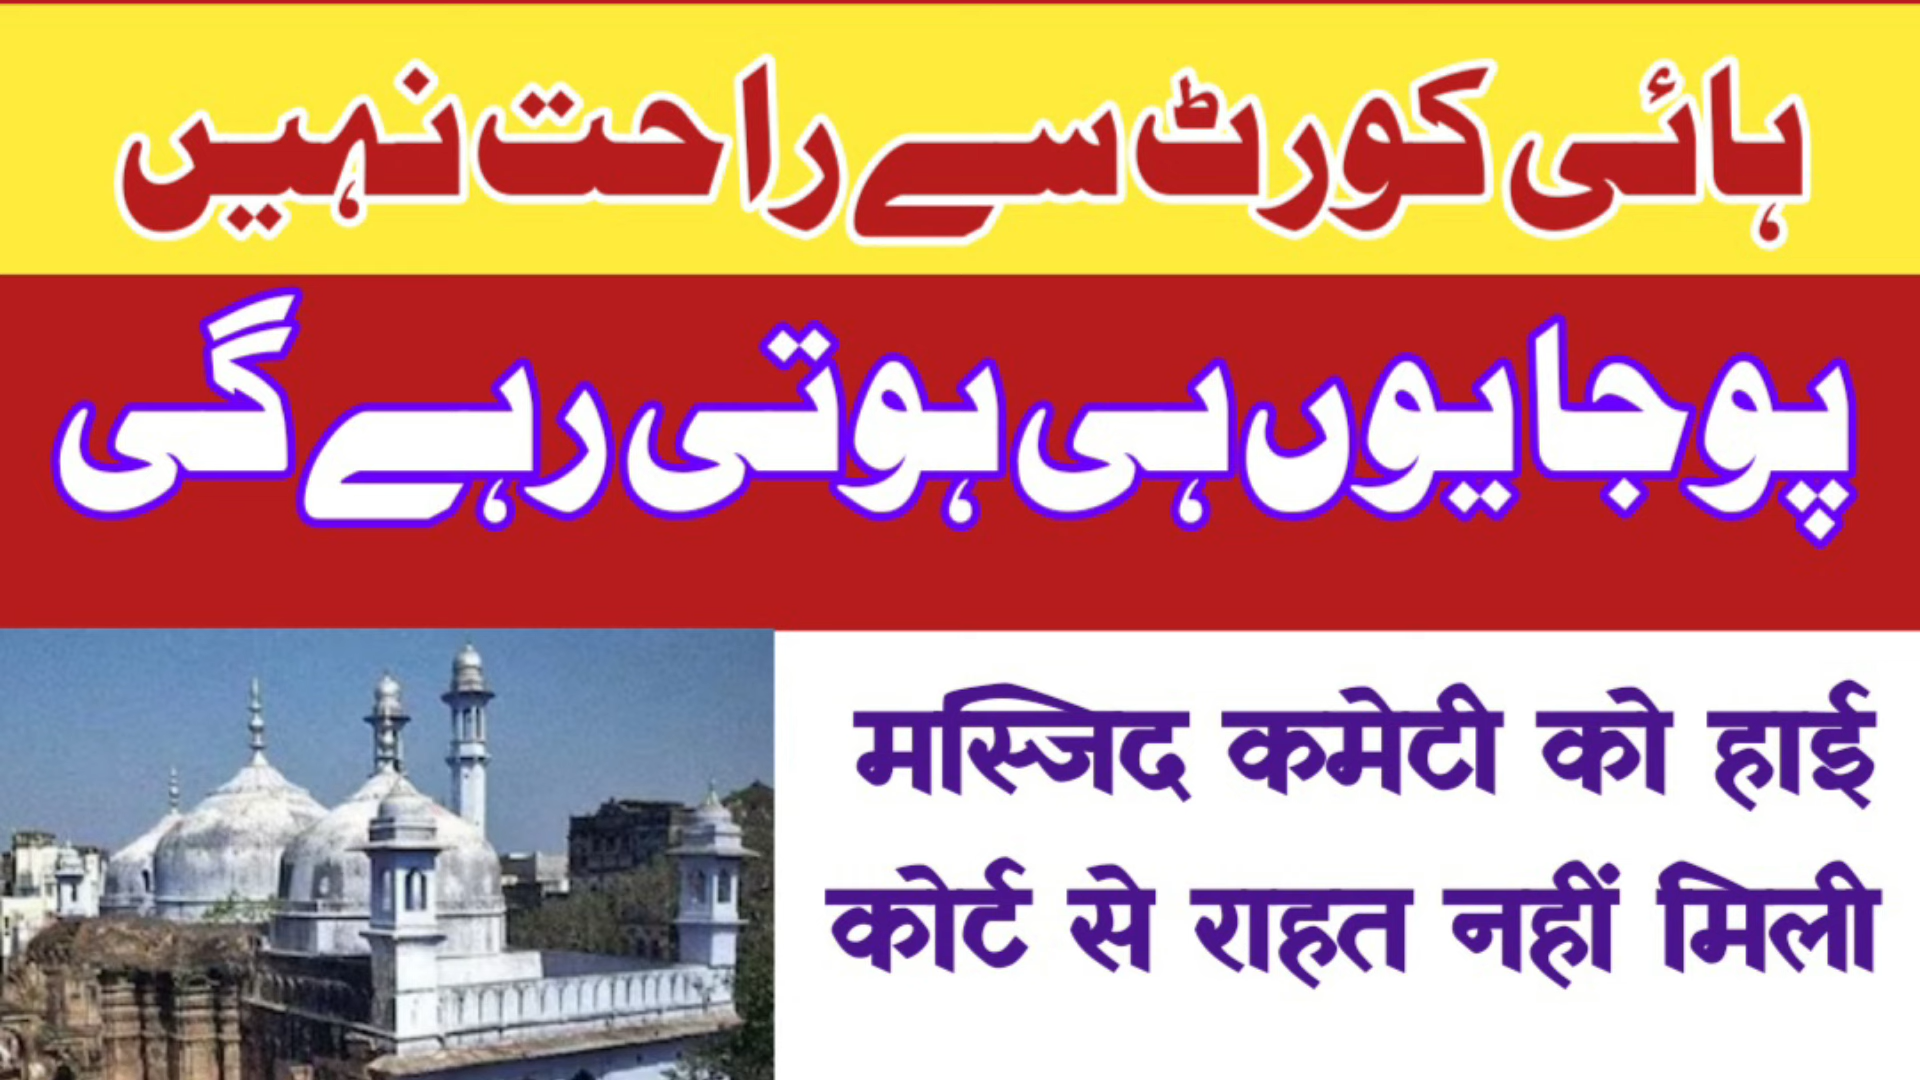 ہائی کورٹ سے راحت نہیں
پوجا یوں ہی ہوتی رہے گی
मस्जिद कमेटी को हाई
कोर्ट से राहत नहीं मिली